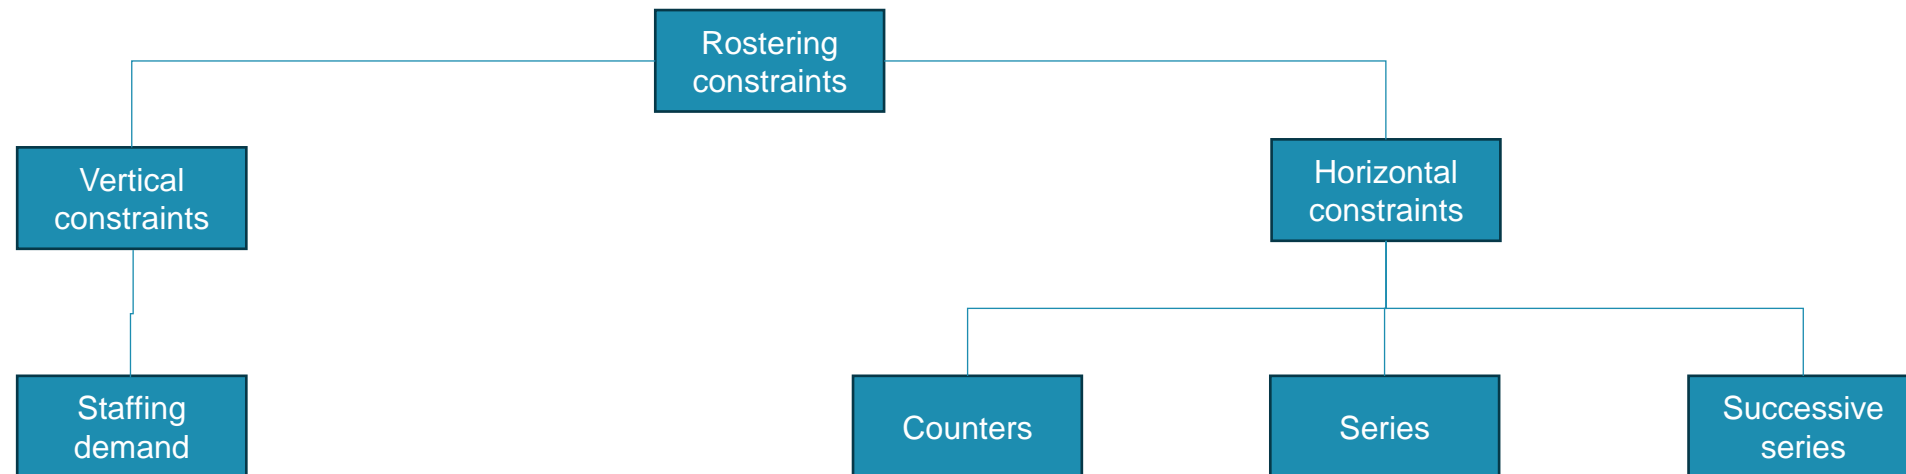 Rostering
constraints
Vertical
constraints
Horizontal
constraints
Staffing
demand
Counters
Series
Successive
series